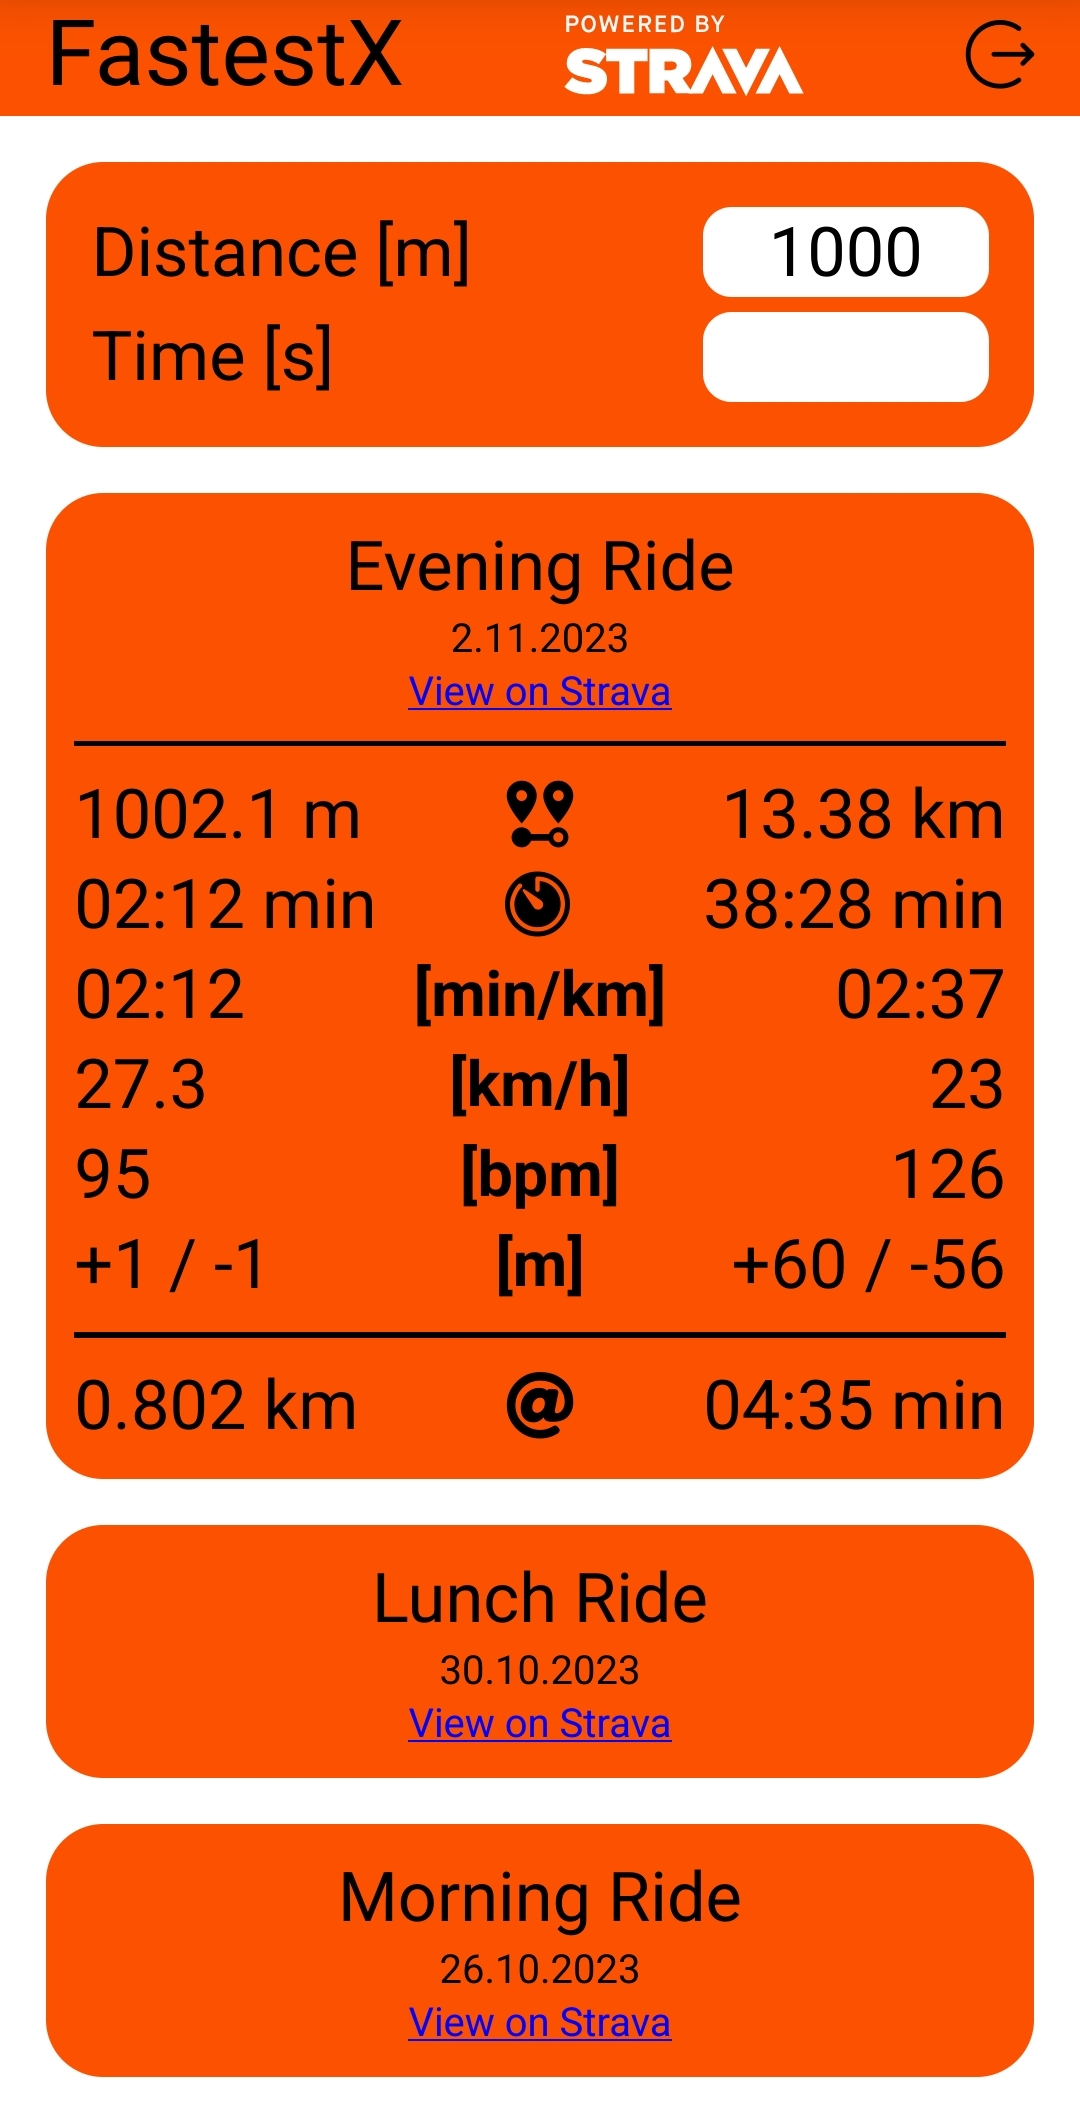 FastestX
POWERED BY
STRAVA
Distance [m] 1000
Time [s]
Evening Ride
2.11.2023
View on Strava
1002.1 m 13.38 km
02:12 min 38:28 min
02:12 [min/km] 02:37
27.3 [km/h] 23
95 [bpm] 126
+1 / -1 [m] +60 / -56
0.802 km @ 04:35 min
Lunch Ride
30.10.2023
View on Strava
Morning Ride
26.10.2023
View on Strava